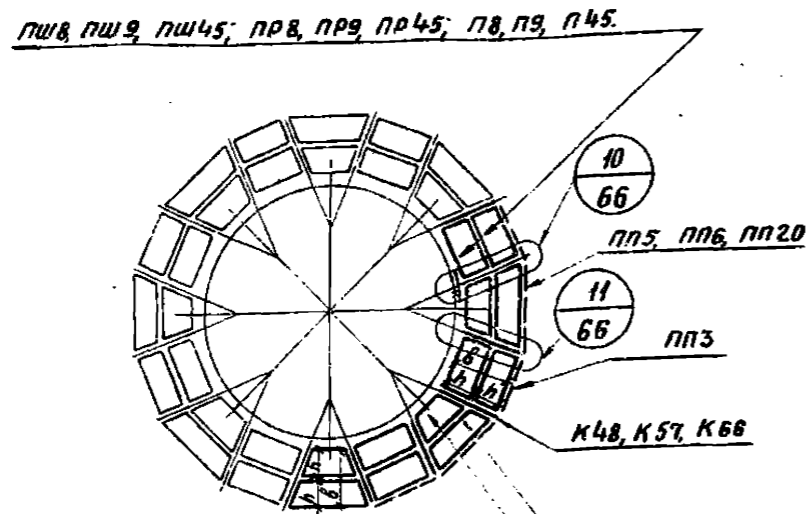 ПШ8, ПШ9, ПШ45; ПР8, ПР9, ПР45; П8, П9, П45.
10
66
ПП5, ПП6, ПП20
11
66
ПП3
в
h h
К48, К57, К66
h
h в